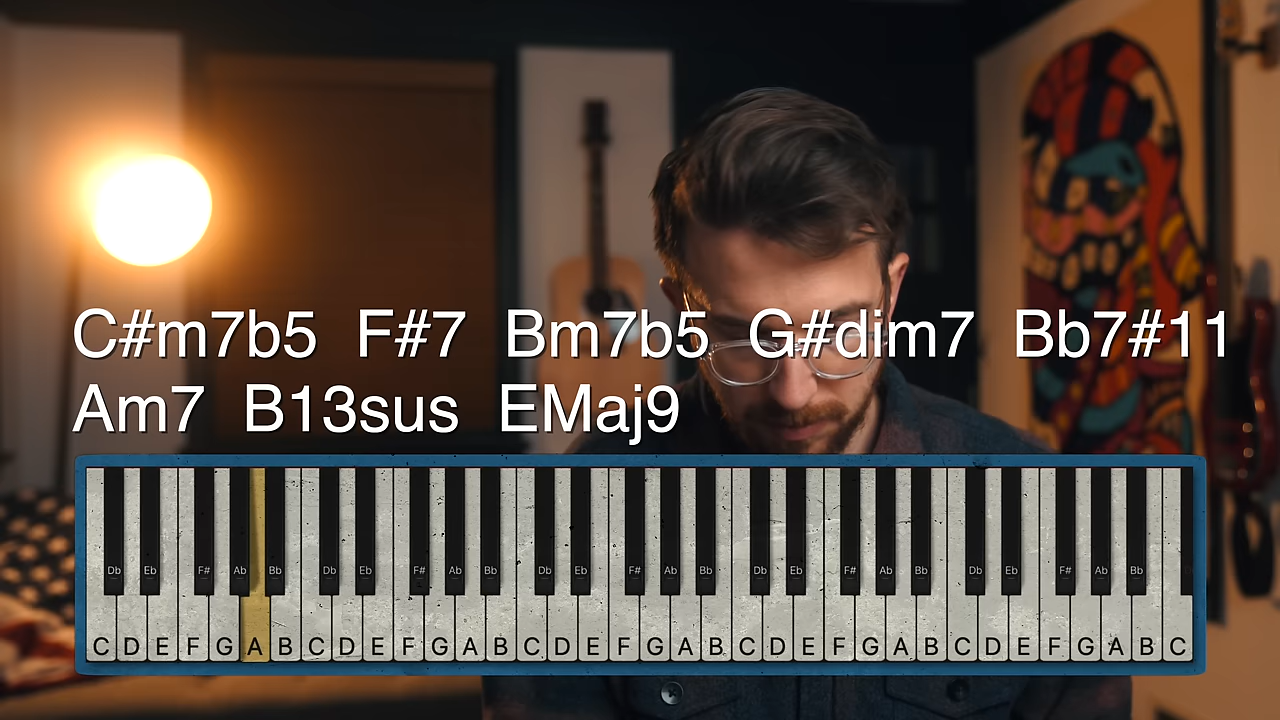 C#m7b5 F#7 Bm7b5 G#dim7 Bb7#11
Am7 B13sus EMaj9
Db Eb F# Ab Bb Db Eb F# Ab Bb Db Eb F# Ab Bb Db Eb F# Ab Bb Db Eb F# Ab Bb D
C D E F G A B C D E F G A B C D E F G A B C D E F G A B C D E F G A B C